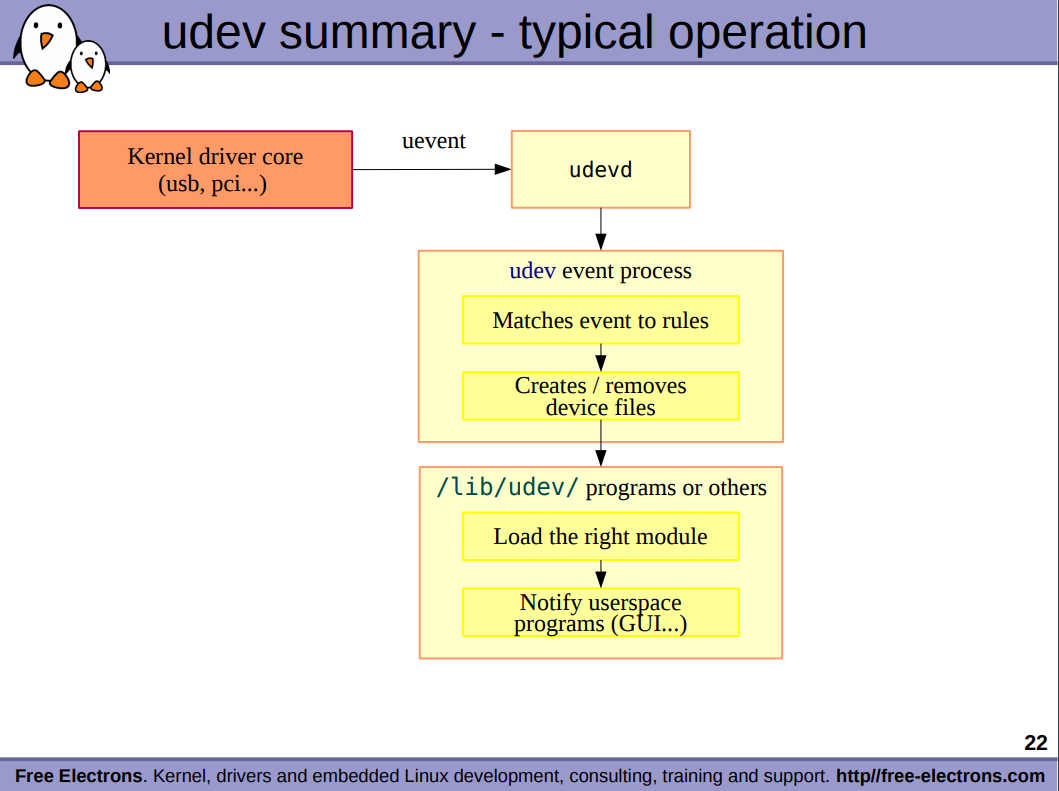 udev summary - typical operation
Kernel driver core
(usb, pci...)
uevent
udevd
udev event process
Matches event to rules
Creates / removes
device files
/lib/udev/ programs or others
Load the right module
Notify userspace
programs (GUI...)
22
Free Electrons. Kernel, drivers and embedded Linux development, consulting, training and support. http//free-electrons.com